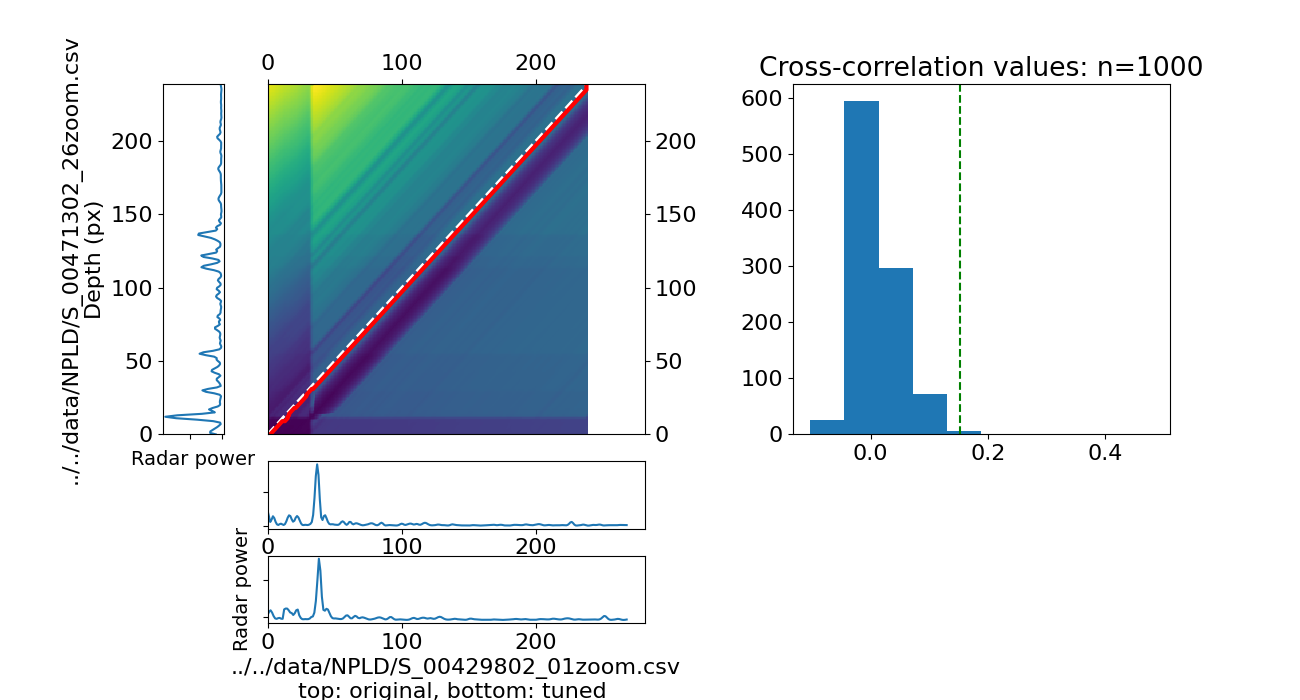 0 100 200
Cross-correlation values: n=1000
../../data/NPLD/S_00471302_26zoom.csv
Depth (px)
200
150
100
50
0
200
150
100
50
0
600
500
400
300
200
100
0
0.0 0.2 0.4
Radar power
0 100 200
Radar power
0 100 200
../../data/NPLD/S_00429802_01zoom.csv
top: original, bottom: tuned